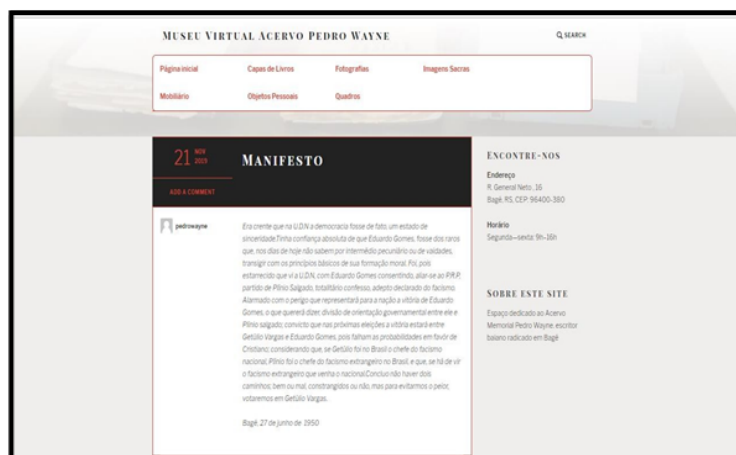 MUSEU VIRTUAL ACERVO PEDRO WAYNE
SEARCH
Página inicial
Capas de Livros
Fotografias
Imagens Sacras
Mobiliário
Objetos Pessoais
Quadros
21 NOV 2019
MANIFESTO
ADD A COMMENT
pedrowayne
Era crente que na U.D.N a democracia fosse de fato, um estado de
sinceridade.Tinha confiança absoluta de que Eduardo Gomes, fosse dos raros
que, nos dias de hoje não sabem por intermédio pecuniário ou de vaidades,
transigir com os princípios básicos de sua formação moral. Foi, pois
estarrecido que vi a U.D.N, com Eduardo Gomes consentindo, aliar-se ao P.R.P,
partido de Plínio Salgado, totalitário confesso, adepto declarado do facismo.
Alarmado com o perigo que representará para a nação a vitória de Eduardo
Gomes, o que quererá dizer, divisão de orientação governamental entre ele e
Plínio salgado; convicto que nas próximas eleições a vitória estará entre
Getúlio Vargas e Eduardo Gomes, pois falham as probabilidades em favôr de
Cristiano; considerando que, se Getúlio foi no Brasil o chefe do facismo
nacional, Plínio foi o chefe do facismo extrangeiro no Brasil, e que, se há de vir
o facismo extrangeiro que venha o nacional.Concluo não haver dois
caminhos; bem ou mal, constrangidos ou não, mas para evitarmos o peior,
votaremos em Getúlio Vargas.
Bagé, 27 de junho de 1950
ENCONTRE-NOS
Endereço
R. General Neto , 16
Bagé, RS, CEP: 96400-380
Horário
Segunda—sexta: 9h–16h
SOBRE ESTE SITE
Espaço dedicado ao Acervo
Memorial Pedro Wayne, escritor
baiano radicado em Bagé